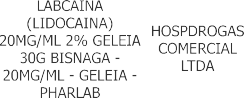 LABCAINA
(LIDOCAINA)
20MG/ML 2% GELEIA
30G BISNAGA -
20MG/ML - GELEIA -
PHARLAB
HOSPDROGAS
COMERCIAL
LTDA